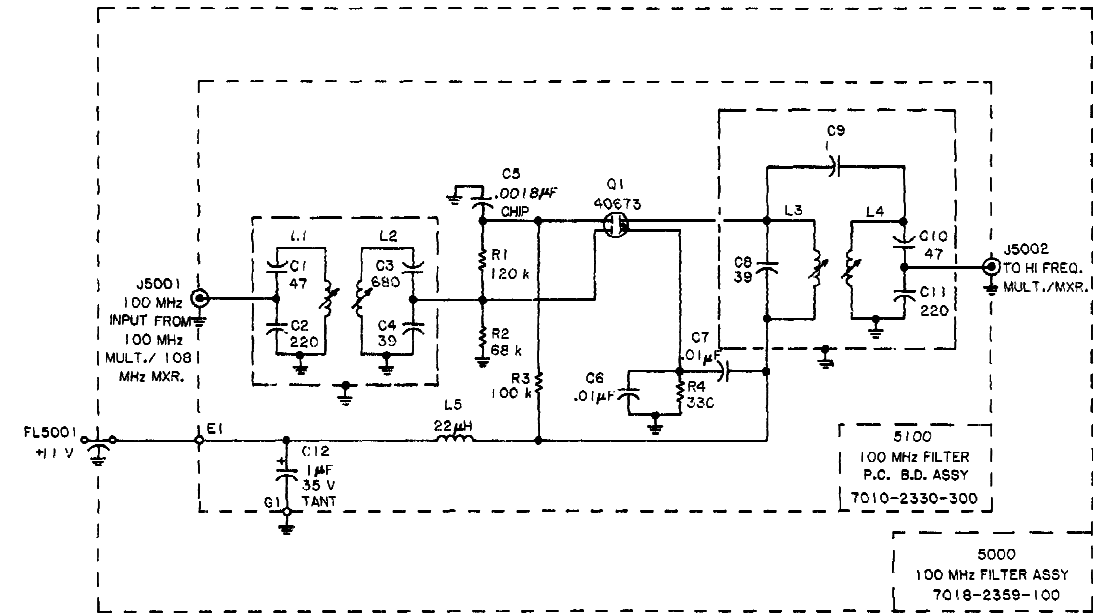 C9
C5
.0018µF
CHIP
Q1
40673
L1
L2
L3
L4
C1
47
C3
680
R1
120 k
C8
39
C10
47
J5001
100 MHz
INPUT FROM
100 MHz
MULT./ 108
MHz MXR.
J5002
TO HI FREQ.
MULT./MXR.
C2
220
C4
39
R2
68 k
C11
220
C7
.01µF
R3
100 k
C6
.01µF
R4
330
L5
22µH
FL5001
+11 V
E1
C12
+
1µF
35 V
TANT
G1
5100
100 MHz FILTER
P.C. B.D. ASSY
7010-2330-300
5000
100 MHz FILTER ASSY
7018-2359-100